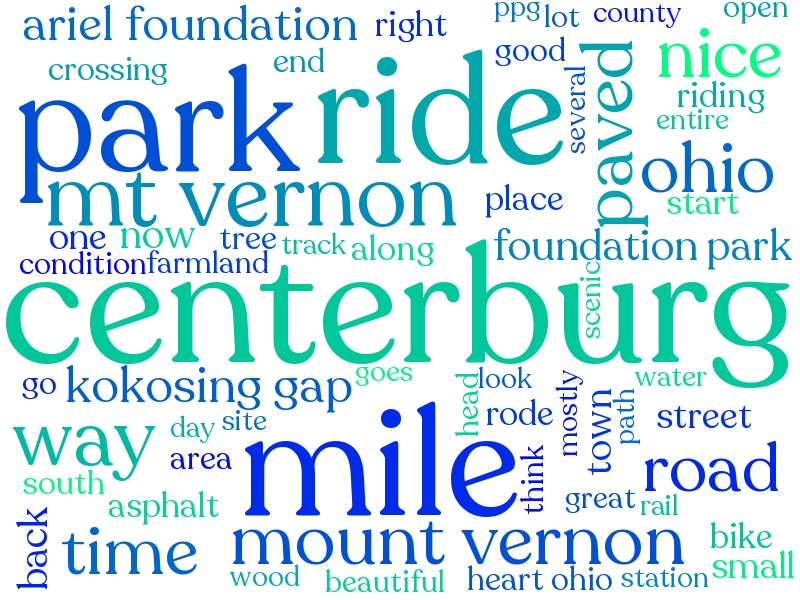 ariel foundation
right
ppg
lot
county
open
crossing
end
good
several
nice
park
ride
paved
riding
entire
mt vernon
place
ohio
start
one
now
tree
track
along
foundation park
condition
farmland
scenic
centerburg
go
kokosing gap
goes
head
look
mostly
water
way
day
site
mile
rode
town
path
street
area
think
road
south
asphalt
great
rail
back
time
mount vernon
bike
small
wood
beautiful
heart ohio
station